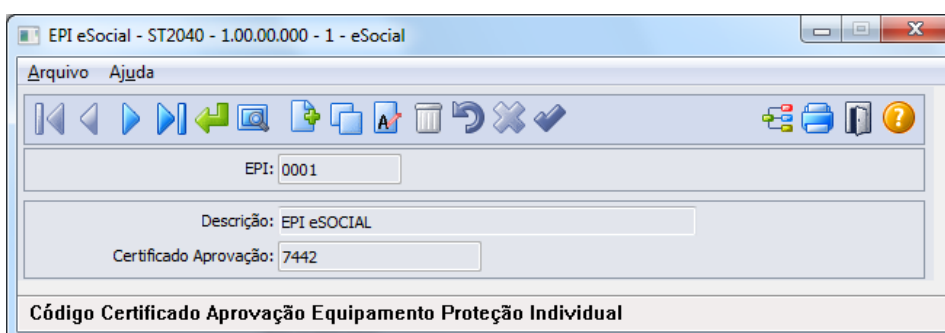 EPI eSocial - ST2040 - 1.00.00.000 - 1 - eSocial
Arquivo Ajuda
EPI: 0001
Descrição: EPI eSOCIAL
Certificado Aprovação: 7442
Código Certificado Aprovação Equipamento Proteção Individual